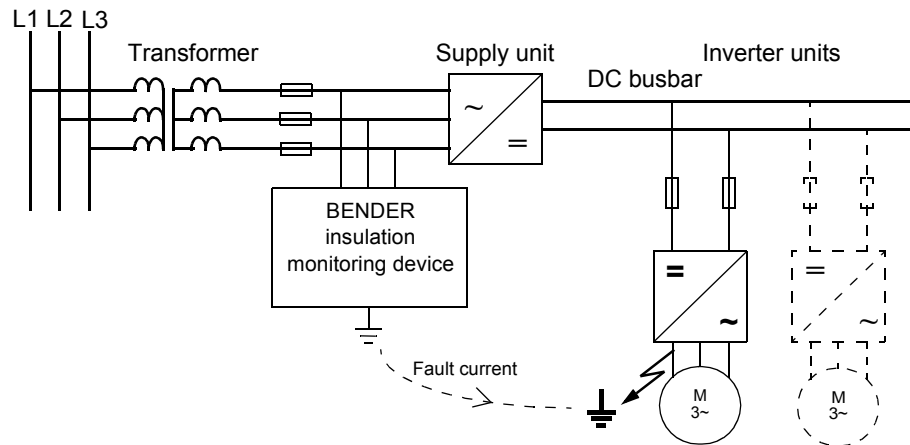 L1 L2 L3
Transformer
Supply unit
Inverter units
DC busbar
~
=
BENDER
insulation
monitoring device
=
~
=
~
Fault current
M
3~
M
3~